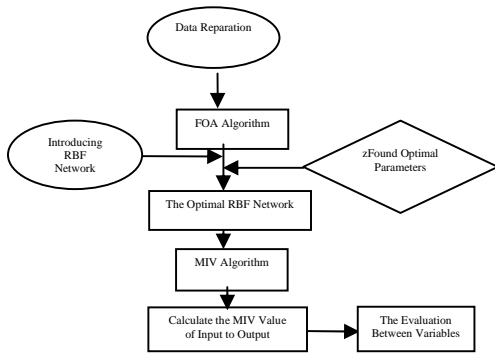 Data Reparation
FOA Algorithm
Introducing
RBF
Network
zFound Optimal
Parameters
The Optimal RBF Network
MIV Algorithm
Calculate the MIV Value
of Input to Output
The Evaluation
Between Variables